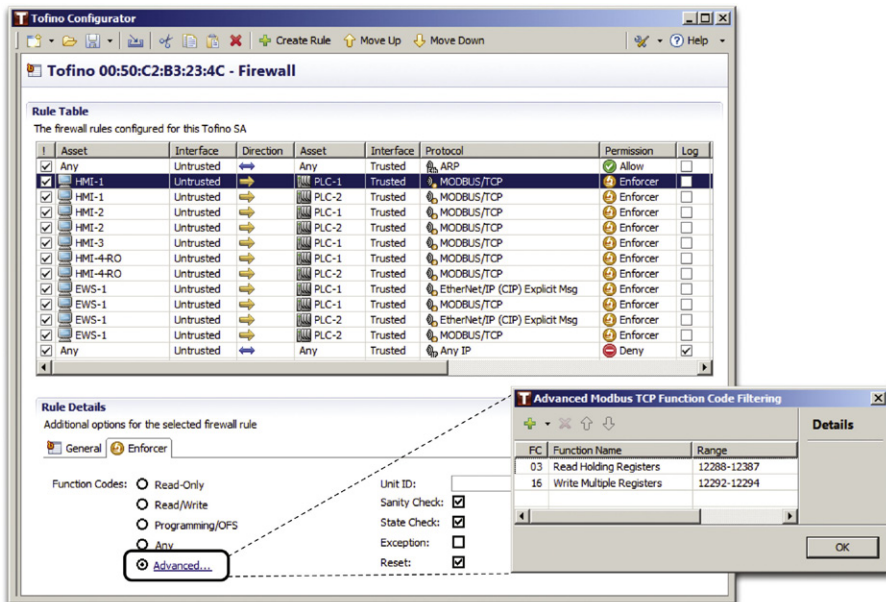 Tofino Configurator
Create Rule Move Up Move Down Help
Tofino 00:50:C2:B3:23:4C - Firewall
Rule Table
The firewall rules configured for this Tofino SA
! Asset Interface Direction Asset Interface Protocol Permission Log
Any Untrusted Any Trusted ARP Allow
HMI-1 Untrusted PLC-1 Trusted MODBUS/TCP Enforcer
HMI-1 Untrusted PLC-2 Trusted MODBUS/TCP Enforcer
HMI-2 Untrusted PLC-1 Trusted MODBUS/TCP Enforcer
HMI-2 Untrusted PLC-2 Trusted MODBUS/TCP Enforcer
HMI-3 Untrusted PLC-1 Trusted MODBUS/TCP Enforcer
HMI-4-RO Untrusted PLC-1 Trusted MODBUS/TCP Enforcer
HMI-4-RO Untrusted PLC-2 Trusted MODBUS/TCP Enforcer
EWS-1 Untrusted PLC-1 Trusted EtherNet/IP (CIP) Explicit Msg Enforcer
EWS-1 Untrusted PLC-1 Trusted MODBUS/TCP Enforcer
EWS-1 Untrusted PLC-2 Trusted EtherNet/IP (CIP) Explicit Msg Enforcer
EWS-1 Untrusted PLC-2 Trusted MODBUS/TCP Enforcer
Any Untrusted Any Trusted Any IP Deny
Rule Details
Additional options for the selected firewall rule
General Enforcer
Function Codes: Read-Only Unit ID:
Read/Write Sanity Check:
Programming/OFS State Check:
Any Exception:
Advanced... Reset:
Advanced Modbus TCP Function Code Filtering
Details
FC Function Name Range
03 Read Holding Registers 12288-12387
16 Write Multiple Registers 12292-12294
OK